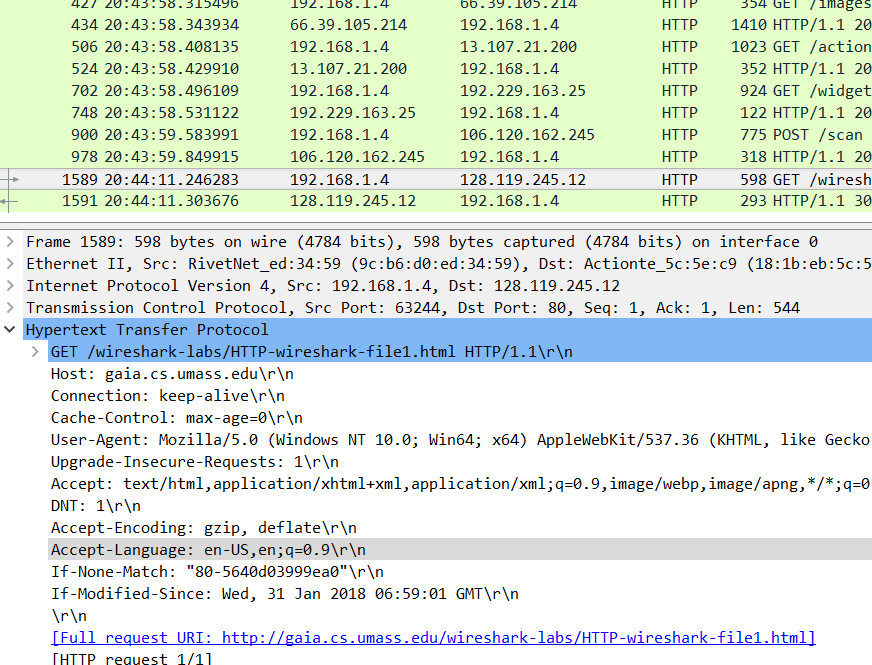 427 20:43:58.315496 192.168.1.4 66.39.105.214 HTTP 354 GET /images
434 20:43:58.343934 66.39.105.214 192.168.1.4 HTTP 1410 HTTP/1.1 20
506 20:43:58.408135 192.168.1.4 13.107.21.200 HTTP 1023 GET /action
524 20:43:58.429910 13.107.21.200 192.168.1.4 HTTP 352 HTTP/1.1 20
702 20:43:58.496109 192.168.1.4 192.229.163.25 HTTP 924 GET /widget
748 20:43:58.531122 192.229.163.25 192.168.1.4 HTTP 122 HTTP/1.1 20
900 20:43:59.583991 192.168.1.4 106.120.162.245 HTTP 775 POST /scan
978 20:43:59.849915 106.120.162.245 192.168.1.4 HTTP 318 HTTP/1.1 20
1589 20:44:11.246283 192.168.1.4 128.119.245.12 HTTP 598 GET /wiresh
1591 20:44:11.303676 128.119.245.12 192.168.1.4 HTTP 293 HTTP/1.1 30
Frame 1589: 598 bytes on wire (4784 bits), 598 bytes captured (4784 bits) on interface 0
Ethernet II, Src: RivetNet_ed:34:59 (9c:b6:d0:ed:34:59), Dst: Actionte_5c:5e:c9 (18:1b:eb:5c:5
Internet Protocol Version 4, Src: 192.168.1.4, Dst: 128.119.245.12
Transmission Control Protocol, Src Port: 63244, Dst Port: 80, Seq: 1, Ack: 1, Len: 544
Hypertext Transfer Protocol
GET /wireshark-labs/HTTP-wireshark-file1.html HTTP/1.1\r\n
Host: gaia.cs.umass.edu\r\n
Connection: keep-alive\r\n
Cache-Control: max-age=0\r\n
User-Agent: Mozilla/5.0 (Windows NT 10.0; Win64; x64) AppleWebKit/537.36 (KHTML, like Gecko
Upgrade-Insecure-Requests: 1\r\n
Accept: text/html,application/xhtml+xml,application/xml;q=0.9,image/webp,image/apng,*/*;q=0
DNT: 1\r\n
Accept-Encoding: gzip, deflate\r\n
Accept-Language: en-US,en;q=0.9\r\n
If-None-Match: "80-5640d03999ea0"\r\n
If-Modified-Since: Wed, 31 Jan 2018 06:59:01 GMT\r\n
\r\n
[Full request URI: http://gaia.cs.umass.edu/wireshark-labs/HTTP-wireshark-file1.html]
[HTTP request 1/1]